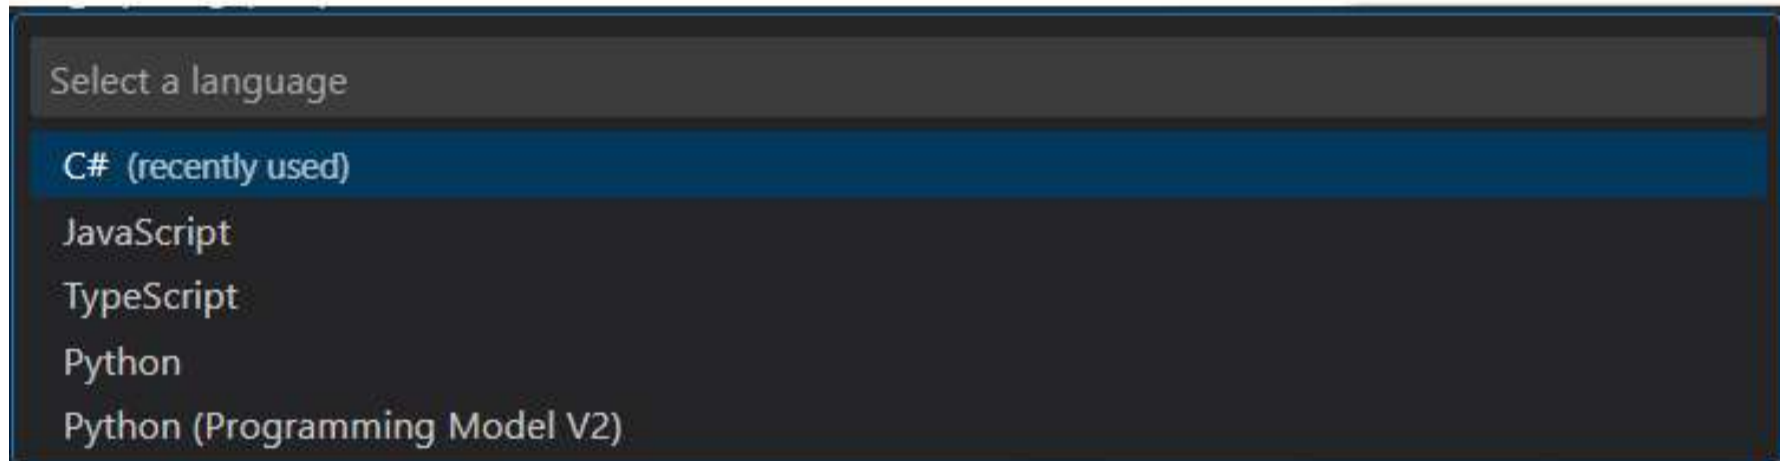 Select a language
C# (recently used)
JavaScript
TypeScript
Python
Python (Programming Model V2)